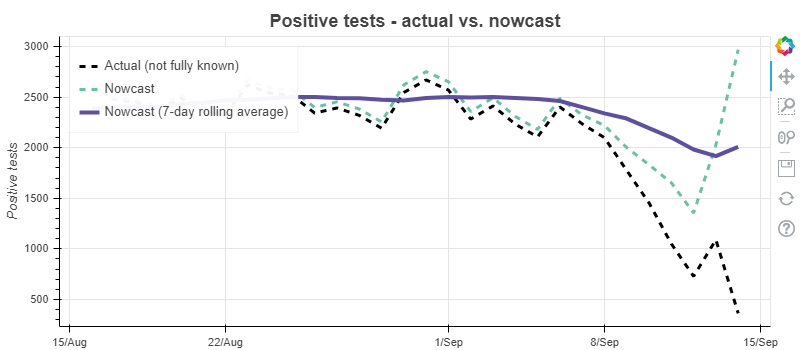 Positive tests - actual vs. nowcast
Actual (not fully known)
Nowcast
Nowcast (7-day rolling average)
Positive tests
3000
2500
2000
1500
1000
500
15/Aug
22/Aug
1/Sep
8/Sep
15/Sep